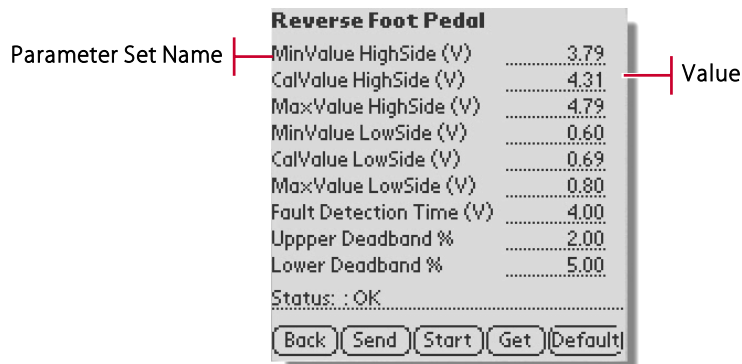 Reverse Foot Pedal
Parameter Set Name
MinValue HighSide (V) 3.79
CalValue HighSide (V) 4.31
Value
MaxValue HighSide (V) 4.79
MinValue LowSide (V) 0.60
CalValue LowSide (V) 0.69
MaxValue LowSide (V) 0.80
Fault Detection Time (V) 4.00
Uppper Deadband % 2.00
Lower Deadband % 5.00
Status: : OK
Back Send Start Get Default